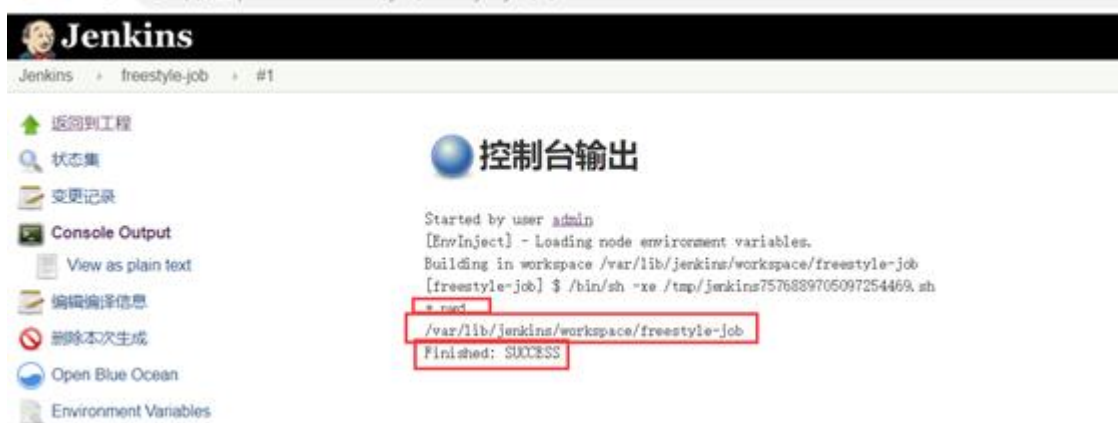 Jenkins
Jenkins › freestyle-job › #1
返回到工程
状态集
变更记录
Console Output
View as plain text
编辑编译信息
删除本次生成
Open Blue Ocean
Environment Variables
控制台输出
Started by user admin
[EnvInject] - Loading node environment variables.
Building in workspace /var/lib/jenkins/workspace/freestyle-job
[freestyle-job] $ /bin/sh -xe /tmp/jenkins7576889705097254469.sh
+ pwd
/var/lib/jenkins/workspace/freestyle-job
Finished: SUCCESS